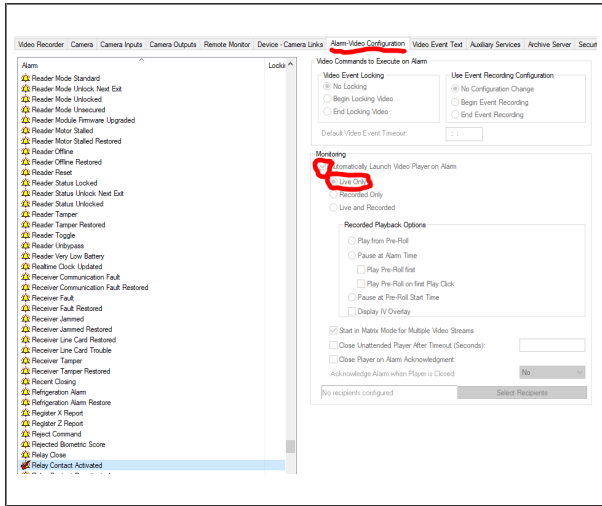 Video Recorder Camera Camera Inputs Camera Outputs Remote Monitor Device - Camera Links Alarm-Video Configuration Video Event Text Auxiliary Services Archive Server Securit
Alarm
Reader Mode Standard
Reader Mode Unlock Next Exit
Reader Mode Unlocked
Reader Mode Unsecured
Reader Module Firmware Upgraded
Reader Motor Stalled
Reader Motor Stalled Restored
Reader Offline
Reader Offline Restored
Reader Reset
Reader Status Locked
Reader Status Unlock Next Exit
Reader Status Unlocked
Reader Tamper
Reader Tamper Restored
Reader Toggle
Reader Unbypass
Reader Very Low Battery
Realtime Clock Updated
Receiver Communication Fault
Receiver Communication Fault Restored
Receiver Fault
Receiver Fault Restored
Receiver Jammed
Receiver Jammed Restored
Receiver Line Card Restored
Receiver Line Card Trouble
Receiver Tamper
Receiver Tamper Restored
Recent Closing
Refrigeration Alarm
Refrigeration Alarm Restore
Register X Report
Register Z Report
Reject Command
Rejected Biometric Score
Relay Close
Relay Contact Activated
Video Commands to Execute on Alarm
Video Event Locking
No Locking
Begin Locking Video
End Locking Video
Use Event Recording Configuration
No Configuration Change
Begin Event Recording
End Event Recording
Default Video Event Timeout: : :
Monitoring
Automatically Launch Video Player on Alarm
Live Only
Recorded Only
Live and Recorded
Recorded Playback Options
Play from Pre-Roll
Pause at Alarm Time
Play Pre-Roll first
Play Pre-Roll on first Play Click
Pause at Pre-Roll Start Time
Display IV Overlay
Start in Matrix Mode for Multiple Video Streams
Close Unattended Player After Timeout (Seconds):
Close Player on Alarm Acknowledgment
Acknowledge Alarm when Player is Closed: No
No recipients configured Select Recipients